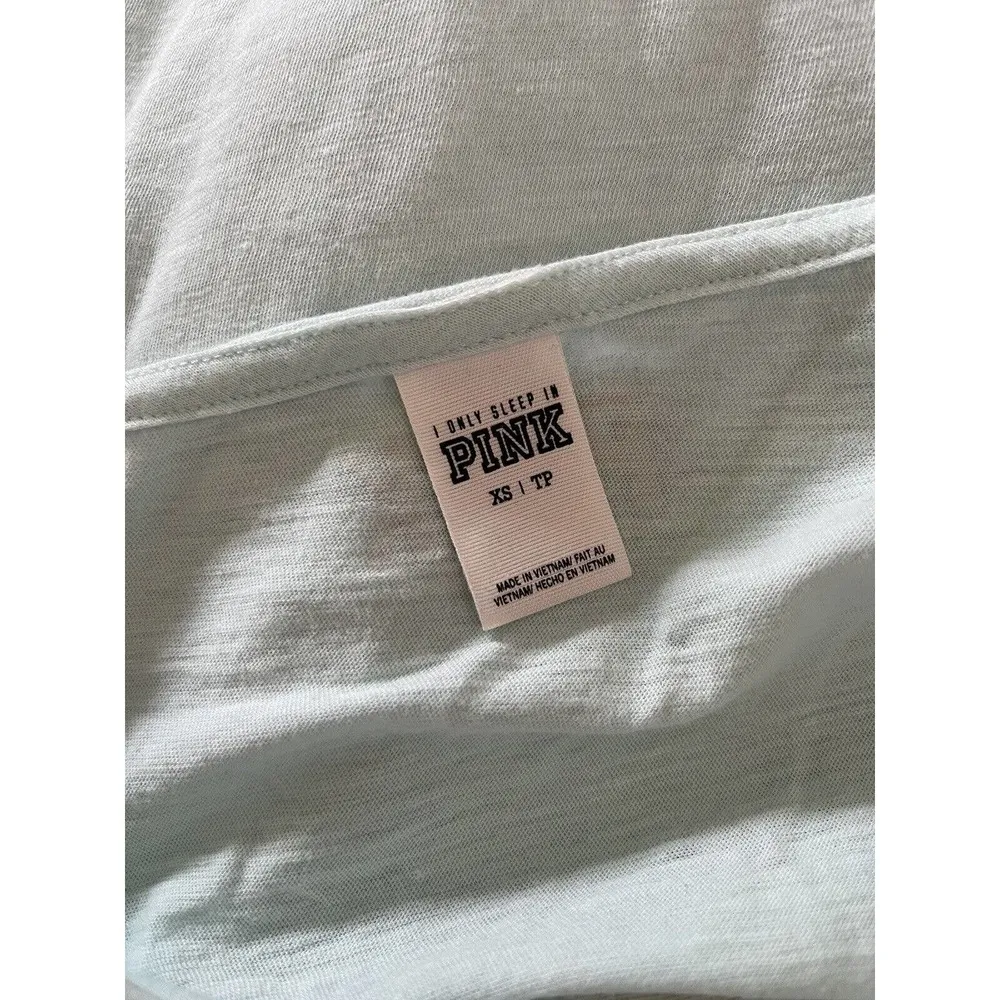 I ONLY SLEEP IN
PINK
XS | TP
MADE IN VIETNAM/ FAIT AU
VIETNAM/ HECHO EN VIETNAM